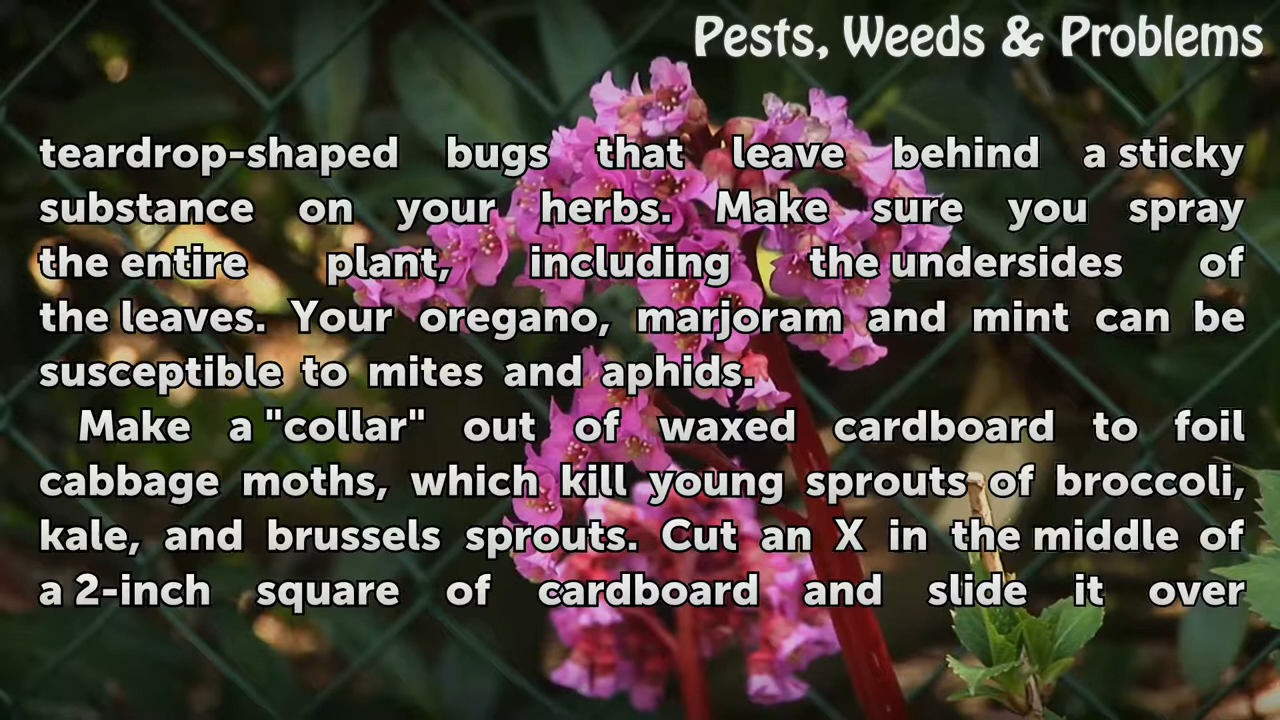 Pests, Weeds & Problems
teardrop-shaped bugs that leave behind a sticky
substance on your herbs. Make sure you spray
the entire plant, including the undersides of
the leaves. Your oregano, marjoram and mint can be
susceptible to mites and aphids.
Make a "collar" out of waxed cardboard to foil
cabbage moths, which kill young sprouts of broccoli,
kale, and brussels sprouts. Cut an X in the middle of
a 2-inch square of cardboard and slide it over